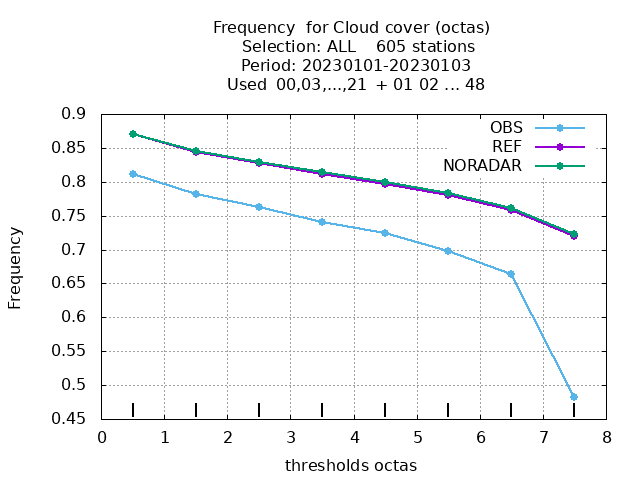 Frequency  for Cloud cover (octas)
Selection: ALL    605 stations
Period: 20230101-20230103
Used  00,03,...,21  + 01 02 ... 48
0.9
0.85
0.8
0.75
0.7
0.65
0.6
0.55
0.5
0.45
Frequency
OBS
REF
NORADAR
0 1 2 3 4 5 6 7 8
thresholds octas